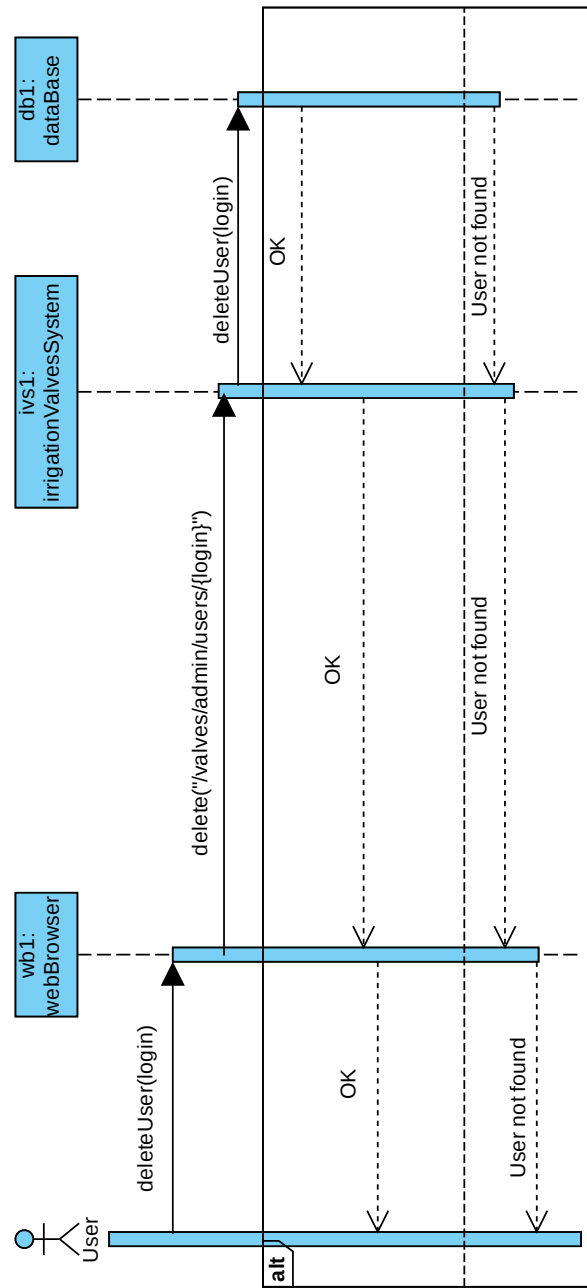 User
wb1:
webBrowser
ivs1:
irrigationValvesSystem
db1:
dataBase
deleteUser(login)
delete("/valves/admin/users/{login}")
deleteUser(login)
alt
OK
OK
OK
User not found
User not found
User not found